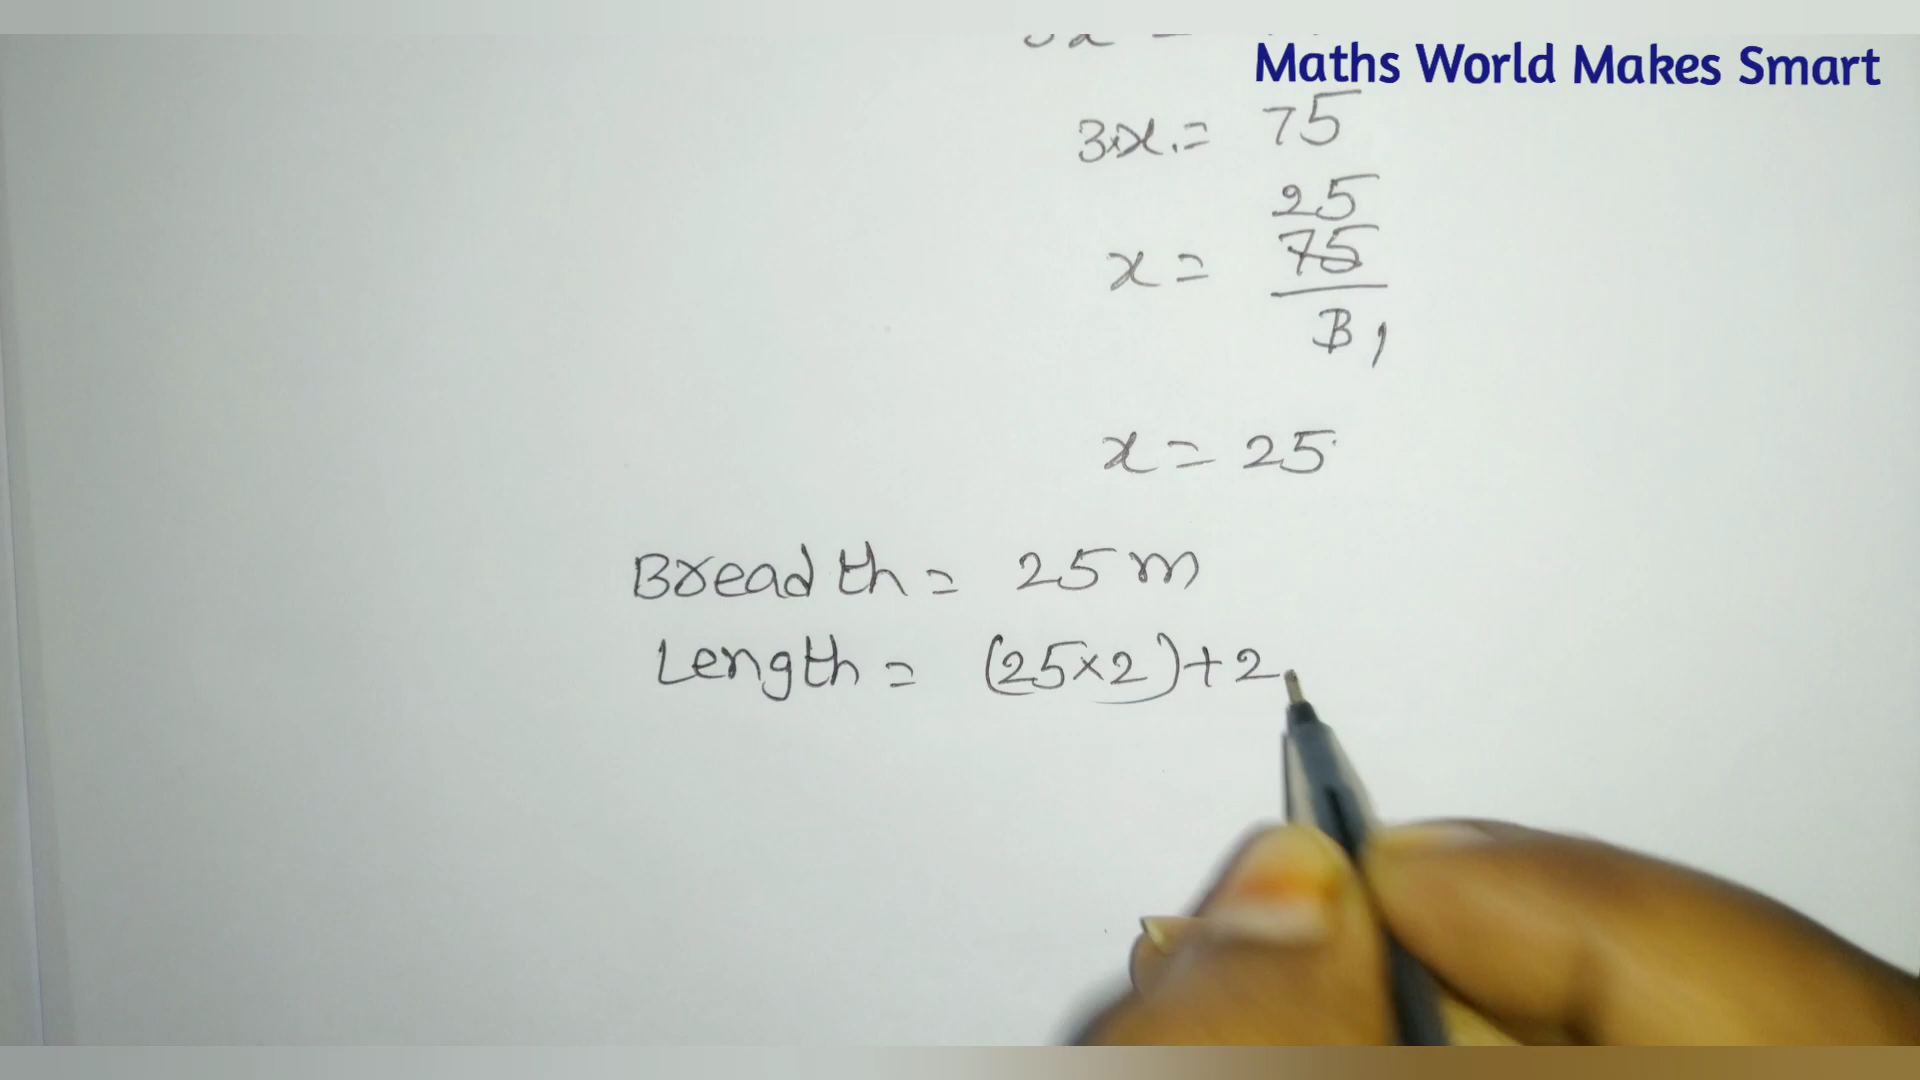 Maths World Makes Smart
3x = 75
25
x = 75
3 1
x = 25
Breadth = 25 m
Length = (25×2)+2